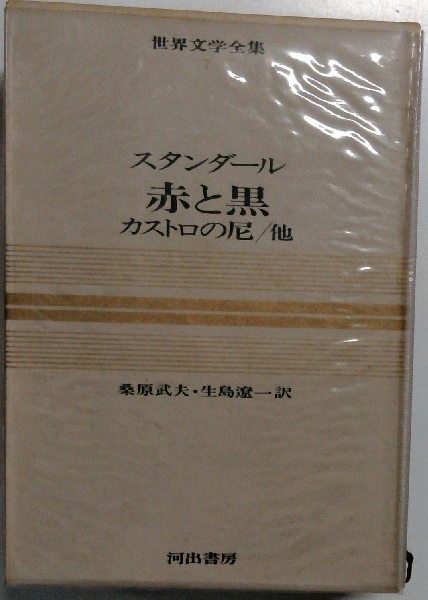 世界文学全集
スタンダール
赤と黒
カストロの尼/他
桑原武夫・生島遼一訳
河出書房